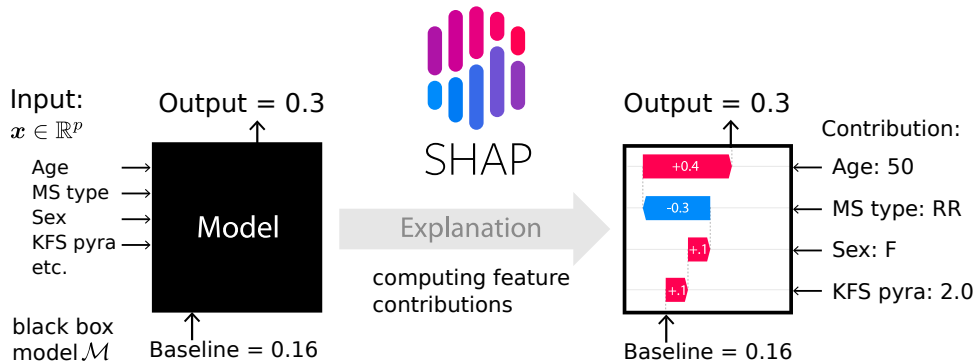 Input:
x ∈ ℝᵖ
Age
MS type
Sex
KFS pyra
etc.
black box
model ℳ
Output = 0.3
Model
Baseline = 0.16
SHAP
Explanation
computing feature
contributions
Output = 0.3
+0.4
-0.3
+.1
+.1
Baseline = 0.16
Contribution:
Age: 50
MS type: RR
Sex: F
KFS pyra: 2.0